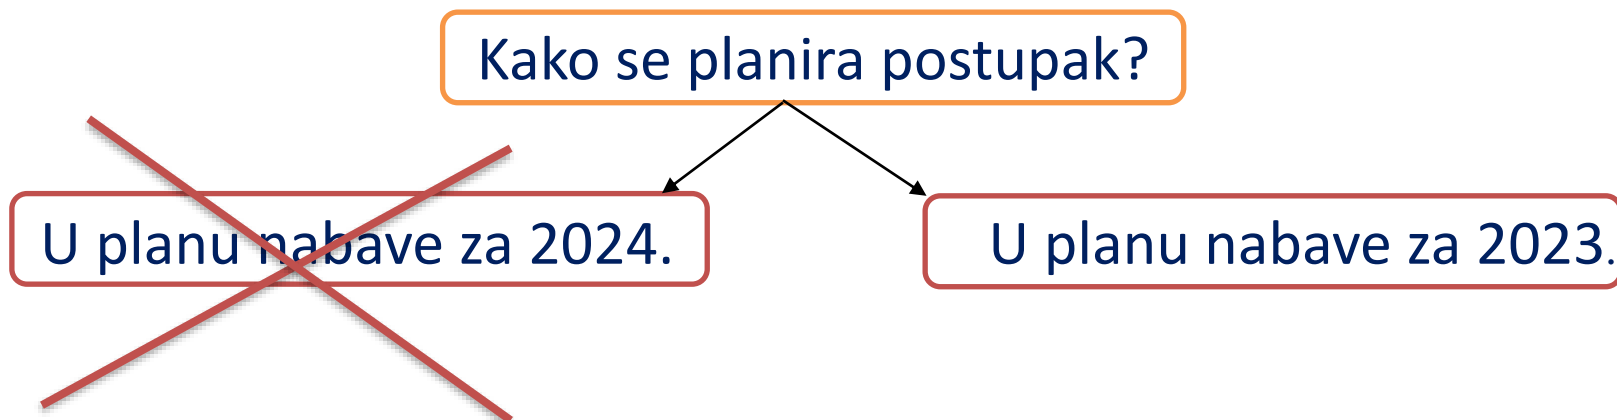 Kako se planira postupak?
U planu nabave za 2024.
U planu nabave za 2023.